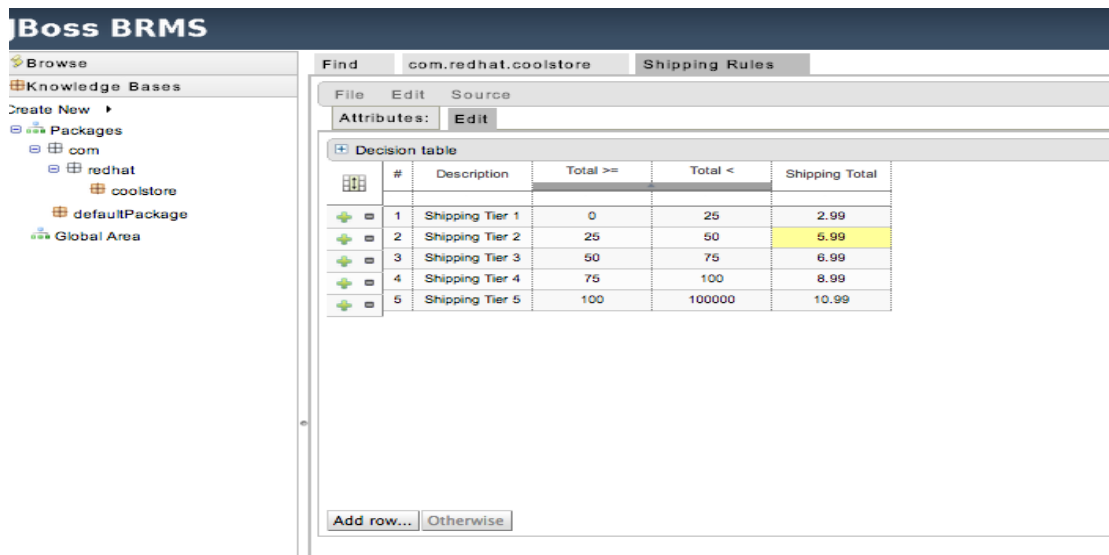 JBoss BRMS
Browse
Knowledge Bases
Create New
Packages
com
redhat
coolstore
defaultPackage
Global Area
Find com.redhat.coolstore Shipping Rules
File Edit Source
Attributes: Edit
Decision table
# Description Total >= Total < Shipping Total
1 Shipping Tier 1 0 25 2.99
2 Shipping Tier 2 25 50 5.99
3 Shipping Tier 3 50 75 6.99
4 Shipping Tier 4 75 100 8.99
5 Shipping Tier 5 100 100000 10.99
Add row... Otherwise